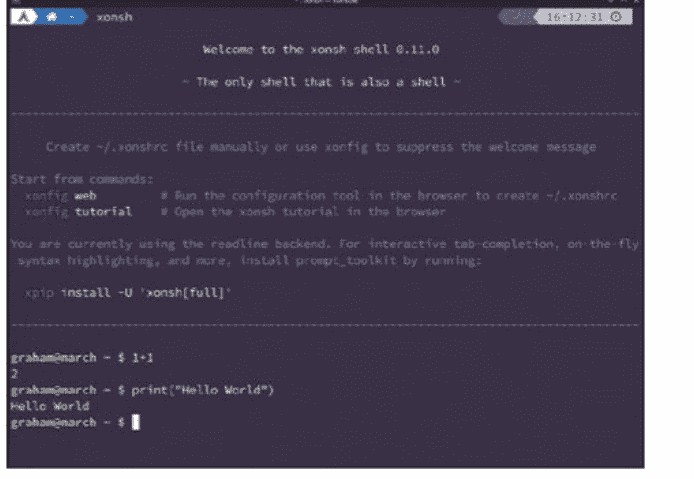 ~ xonsh 16:12:31
Welcome to the xonsh shell 0.11.0
~ The only shell that is also a shell ~
Create ~/.xonshrc file manually or use xonfig to suppress the welcome message
Start from commands:
xonfig web # Run the configuration tool in the browser to create ~/.xonshrc
xonfig tutorial # Open the xonsh tutorial in the browser
You are currently using the readline backend. For interactive tab-completion, on-the-fly
syntax highlighting, and more, install prompt_toolkit by running:
xpip install -U 'xonsh[full]'
graham@march ~ $ 1+1
2
graham@march ~ $ print("Hello World")
Hello World
graham@march ~ $